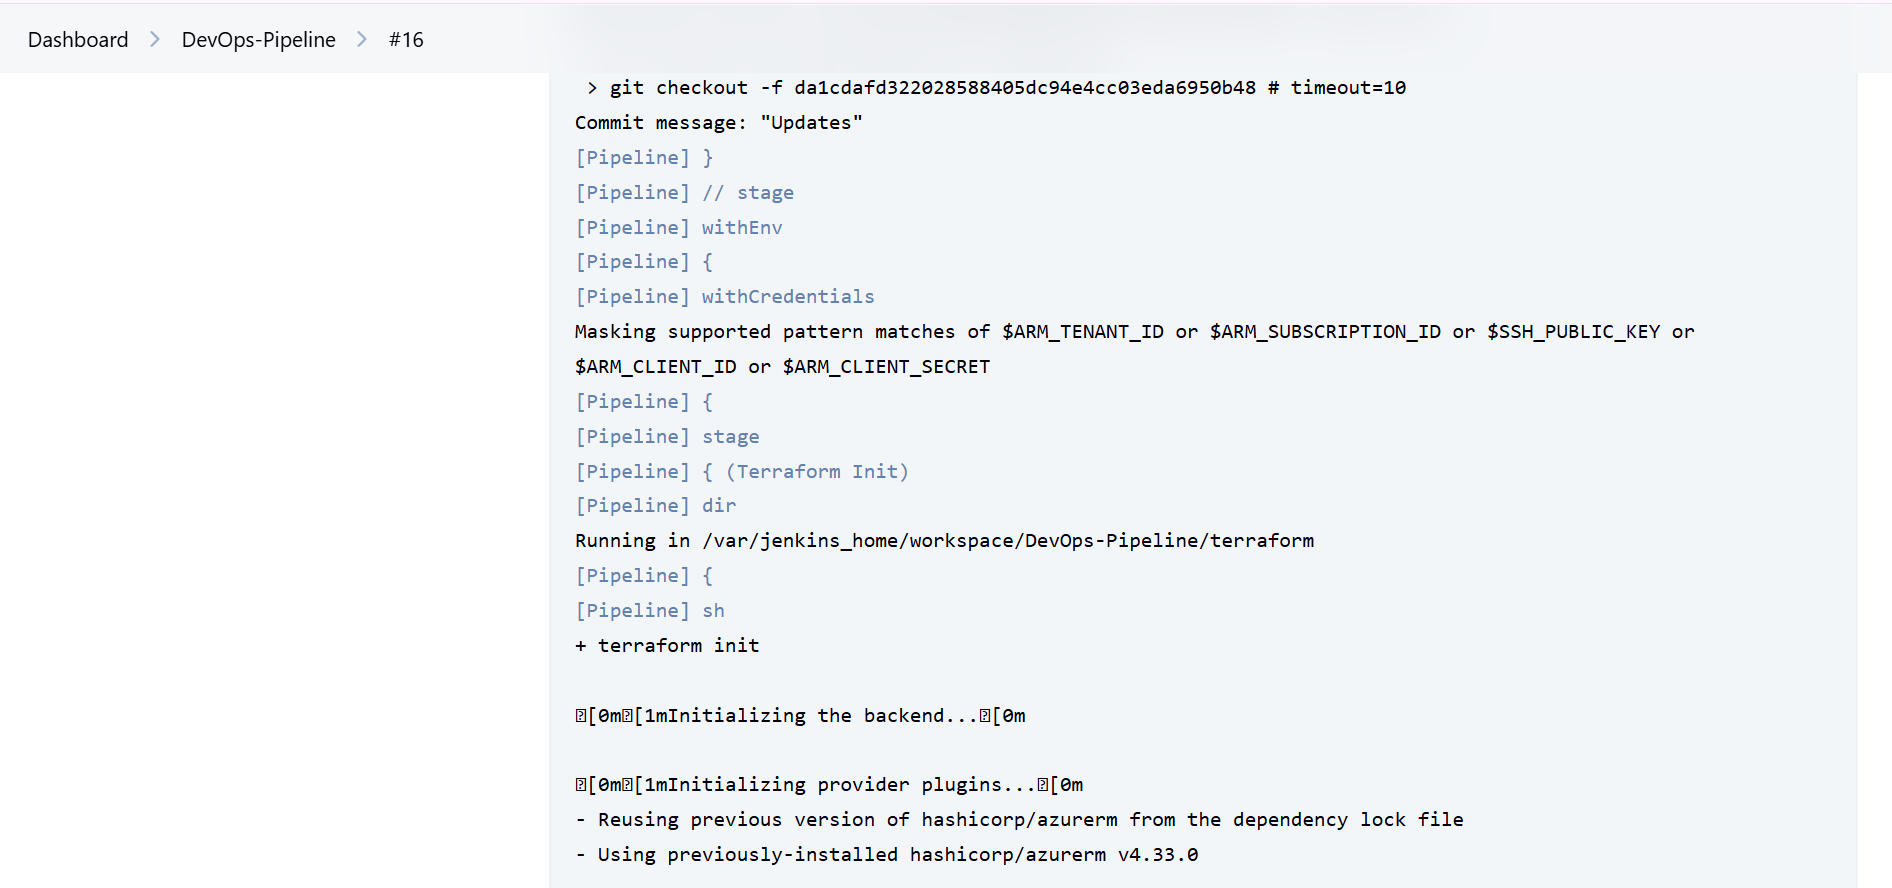 Dashboard > DevOps-Pipeline > #16
> git checkout -f da1cdafd322028588405dc94e4cc03eda6950b48 # timeout=10
Commit message: "Updates"
[Pipeline] }
[Pipeline] // stage
[Pipeline] withEnv
[Pipeline] {
[Pipeline] withCredentials
Masking supported pattern matches of $ARM_TENANT_ID or $ARM_SUBSCRIPTION_ID or $SSH_PUBLIC_KEY or
$ARM_CLIENT_ID or $ARM_CLIENT_SECRET
[Pipeline] {
[Pipeline] stage
[Pipeline] { (Terraform Init)
[Pipeline] dir
Running in /var/jenkins_home/workspace/DevOps-Pipeline/terraform
[Pipeline] {
[Pipeline] sh
+ terraform init
⍰[0m⍰[1mInitializing the backend...⍰[0m
⍰[0m⍰[1mInitializing provider plugins...⍰[0m
- Reusing previous version of hashicorp/azurerm from the dependency lock file
- Using previously-installed hashicorp/azurerm v4.33.0